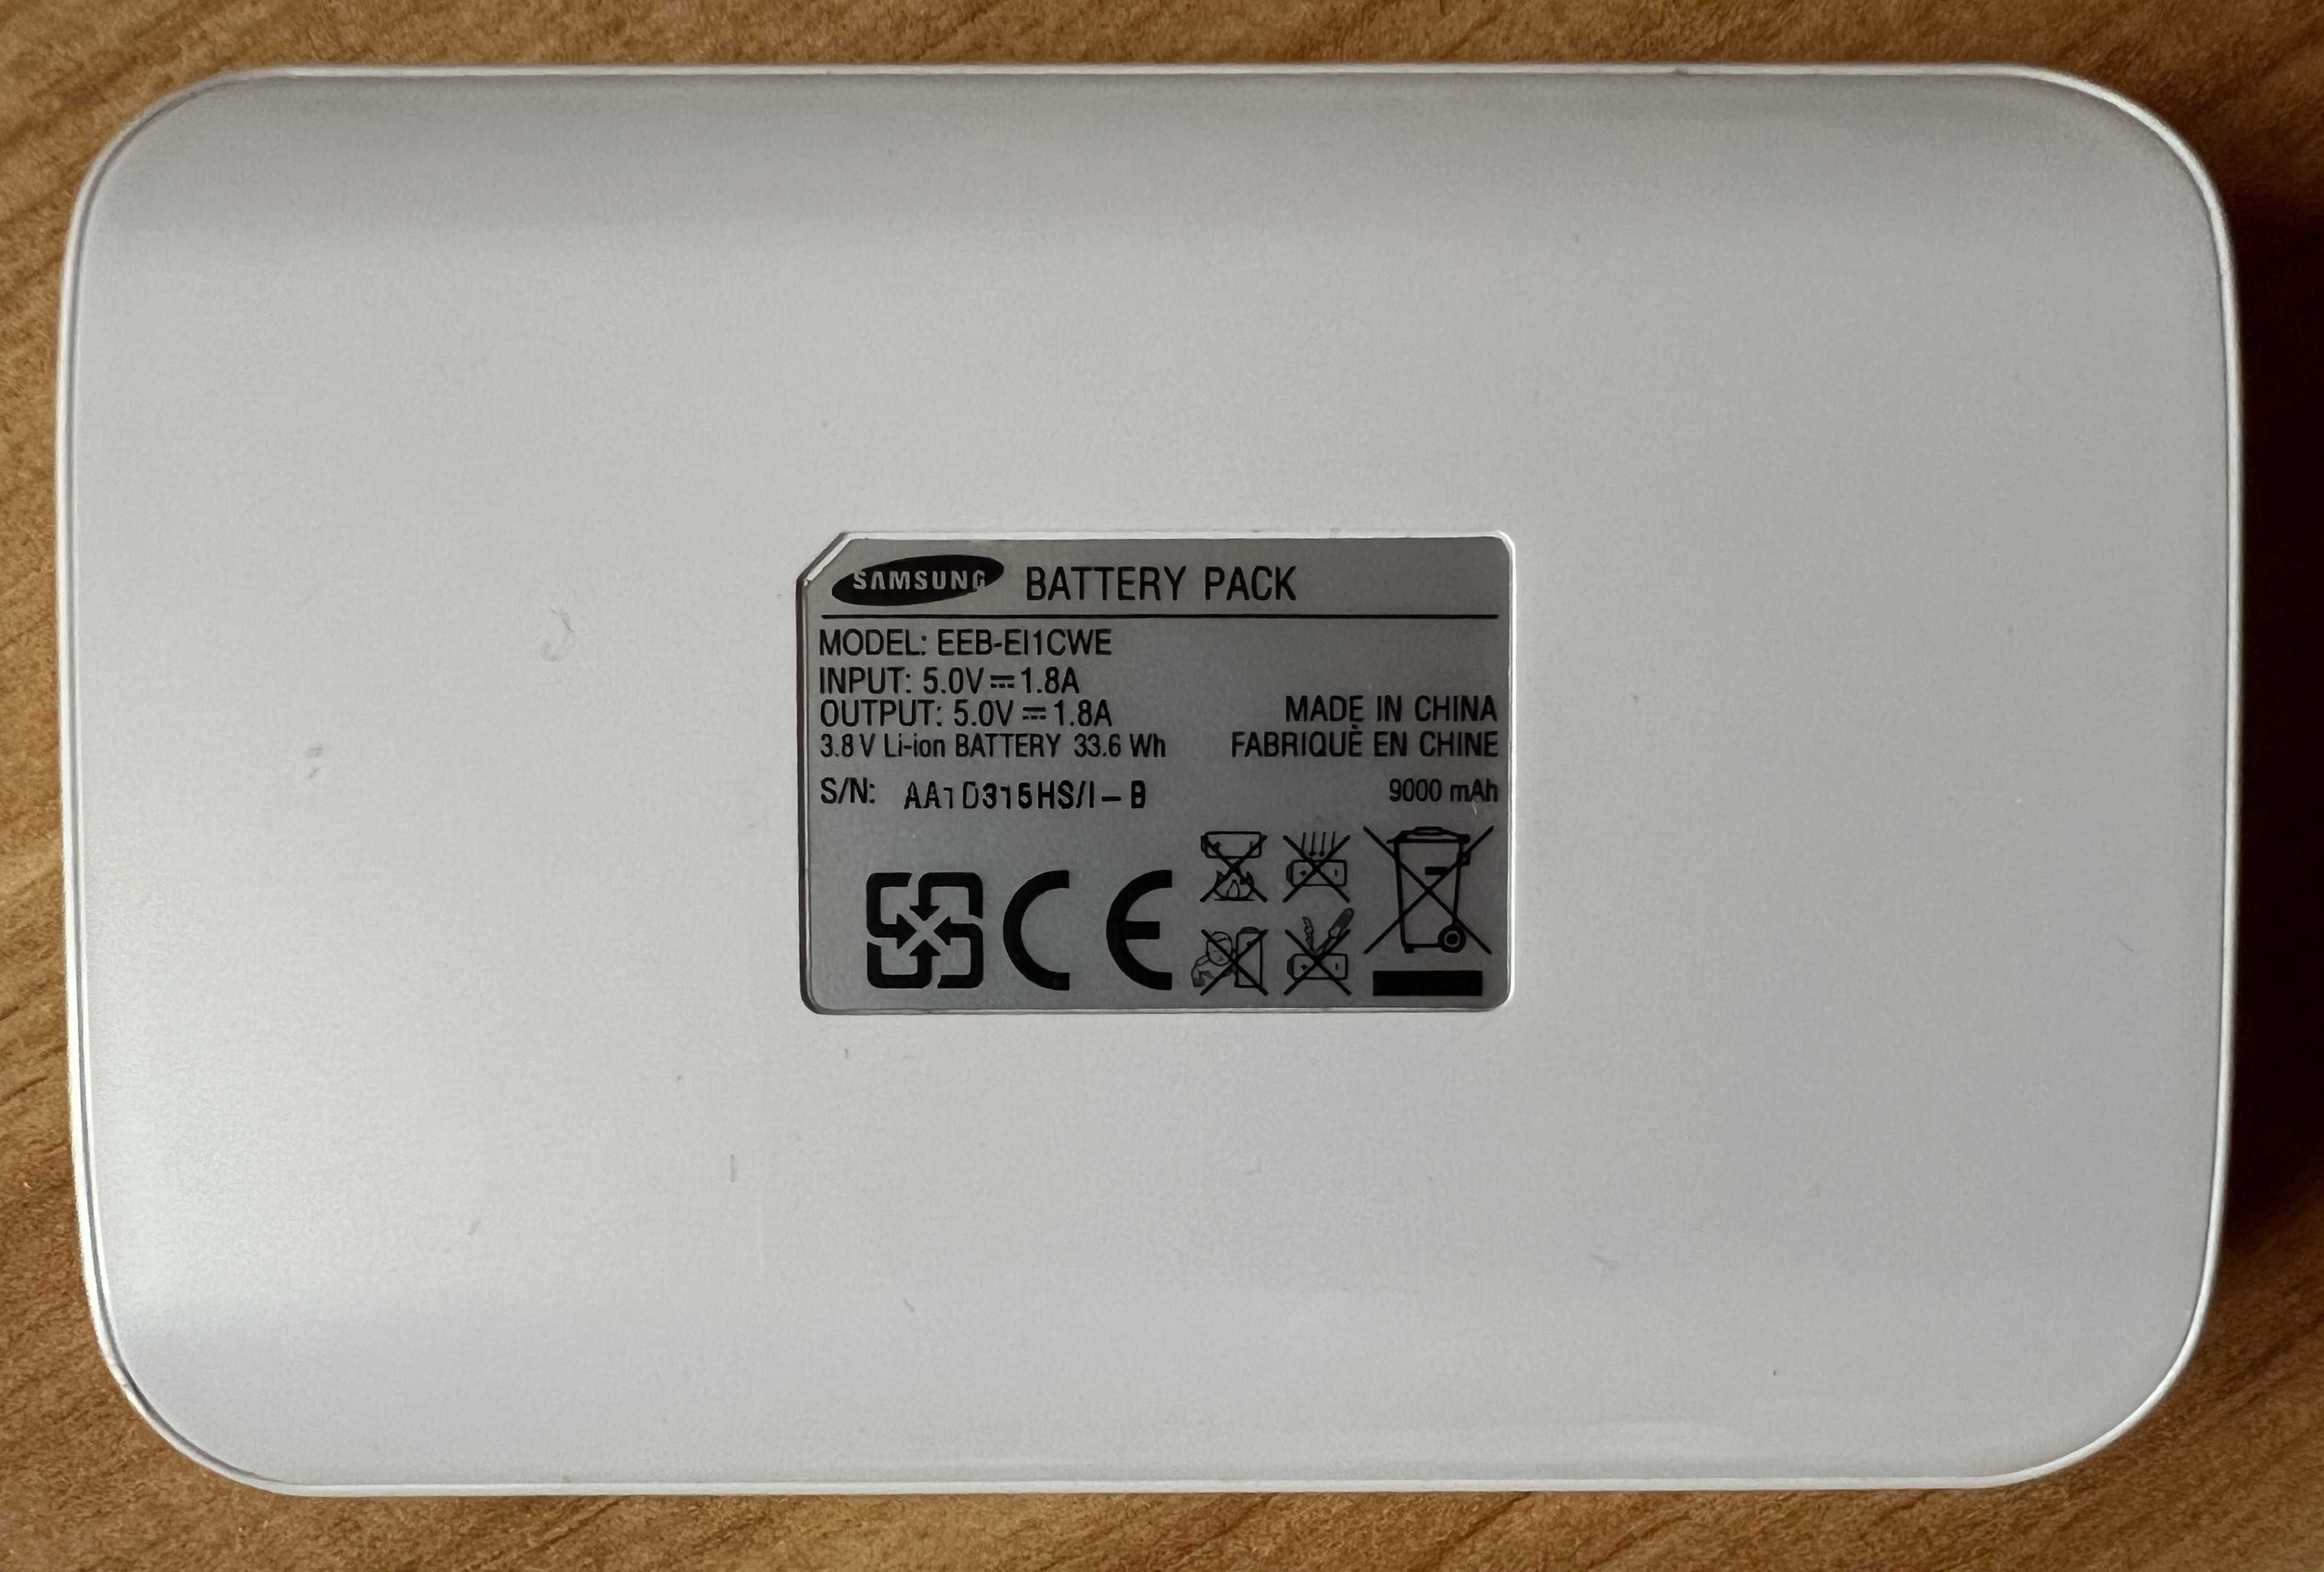 SAMSUNG BATTERY PACK
MODEL: EEB-EI1CWE
INPUT: 5.0V⎓1.8A
OUTPUT: 5.0V⎓1.8A
MADE IN CHINA
3.8 V Li-ion BATTERY 33.6 Wh
FABRIQUÈ EN CHINE
S/N: AA1D315HS/I-B
9000 mAh
CE